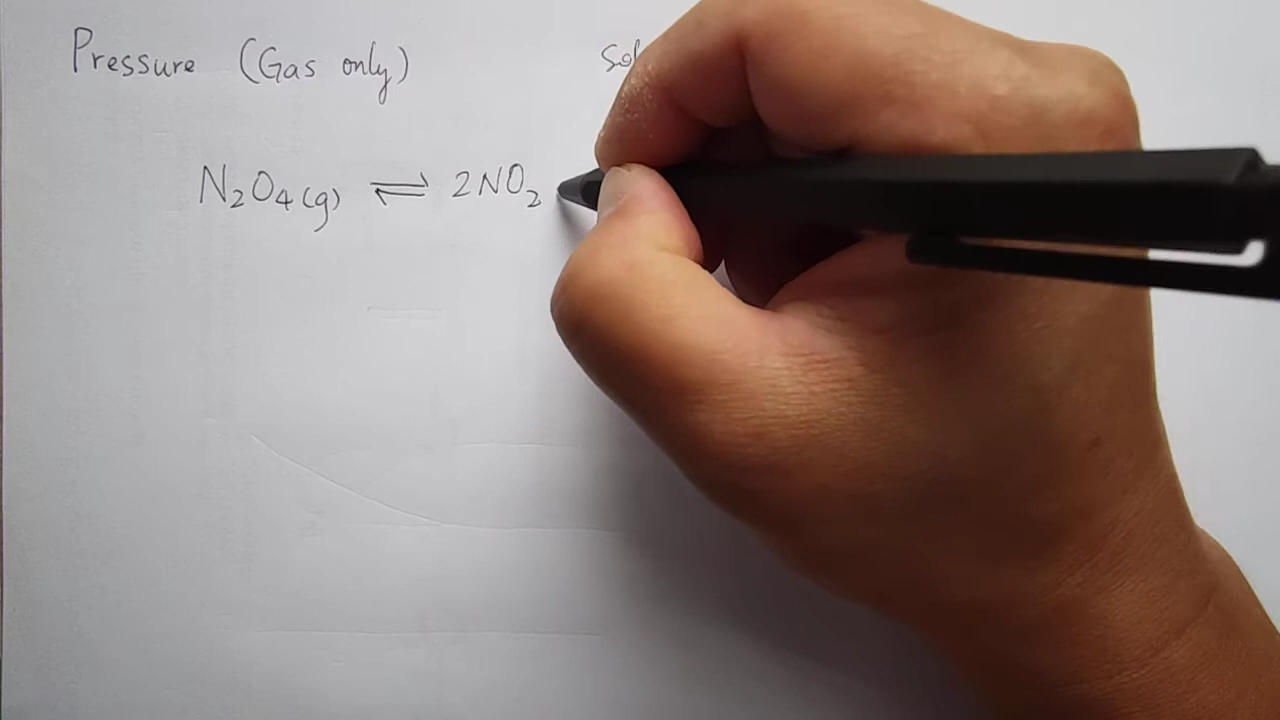 Pressure (Gas only)
N₂O₄(g) ⇌ 2NO₂